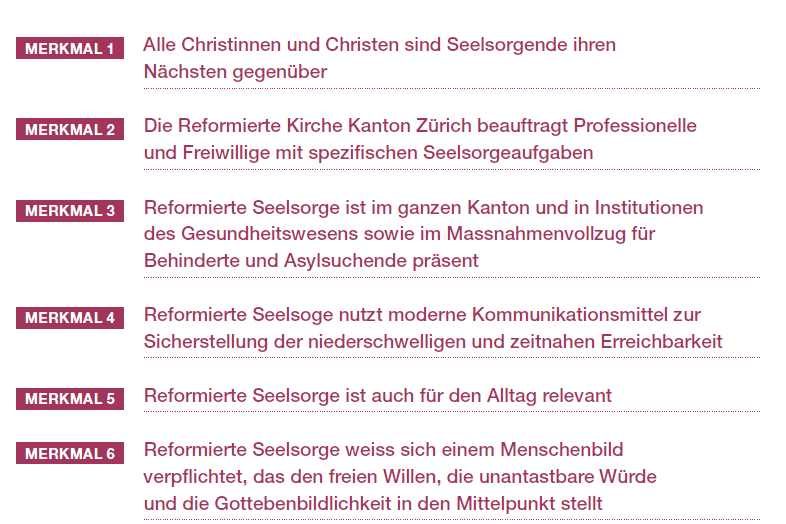 MERKMAL 1 Alle Christinnen und Christen sind Seelsorgende ihren
Nächsten gegenüber
MERKMAL 2 Die Reformierte Kirche Kanton Zürich beauftragt Professionelle
und Freiwillige mit spezifischen Seelsorgeaufgaben
MERKMAL 3 Reformierte Seelsorge ist im ganzen Kanton und in Institutionen
des Gesundheitswesens sowie im Massnahmenvollzug für
Behinderte und Asylsuchende präsent
MERKMAL 4 Reformierte Seelsoge nutzt moderne Kommunikationsmittel zur
Sicherstellung der niederschwelligen und zeitnahen Erreichbarkeit
MERKMAL 5 Reformierte Seelsorge ist auch für den Alltag relevant
MERKMAL 6 Reformierte Seelsorge weiss sich einem Menschenbild
verpflichtet, das den freien Willen, die unantastbare Würde
und die Gottebenbildlichkeit in den Mittelpunkt stellt